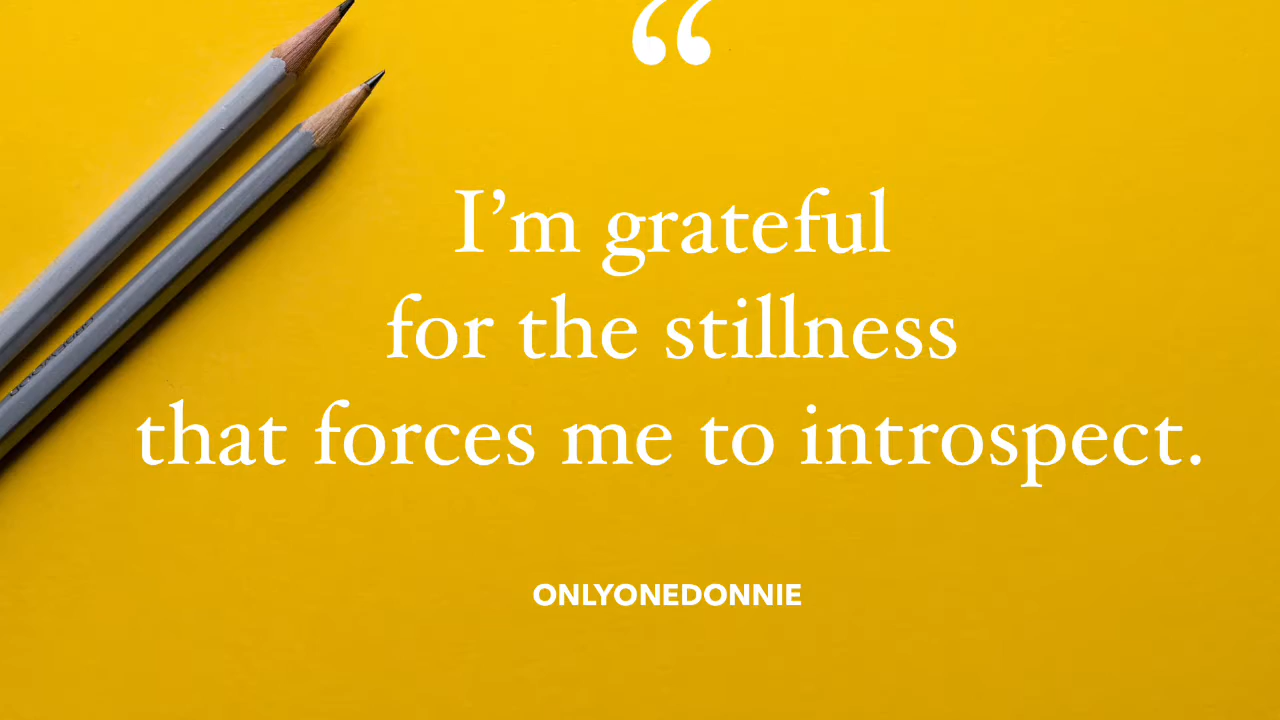 “
I’m grateful
for the stillness
that forces me to introspect.
ONLYONEDONNIE